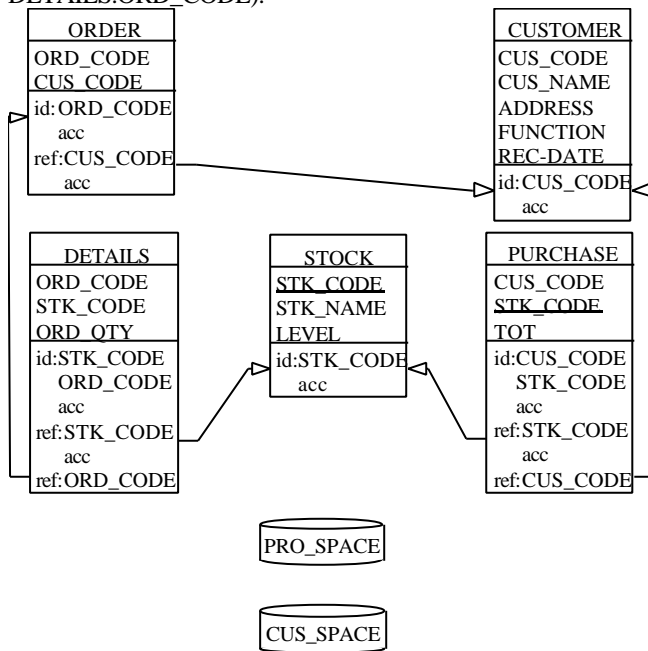 DETAILS.ORD_CODE).
ORDER
ORD_CODE
CUS_CODE
id:ORD_CODE
acc
ref:CUS_CODE
acc
CUSTOMER
CUS_CODE
CUS_NAME
ADDRESS
FUNCTION
REC-DATE
id:CUS_CODE
acc
DETAILS
ORD_CODE
STK_CODE
ORD_QTY
id:STK_CODE
ORD_CODE
acc
ref:STK_CODE
acc
ref:ORD_CODE
STOCK
STK_CODE
STK_NAME
LEVEL
id:STK_CODE
acc
PURCHASE
CUS_CODE
STK_CODE
TOT
id:CUS_CODE
STK_CODE
acc
ref:STK_CODE
acc
ref:CUS_CODE
PRO_SPACE
CUS_SPACE